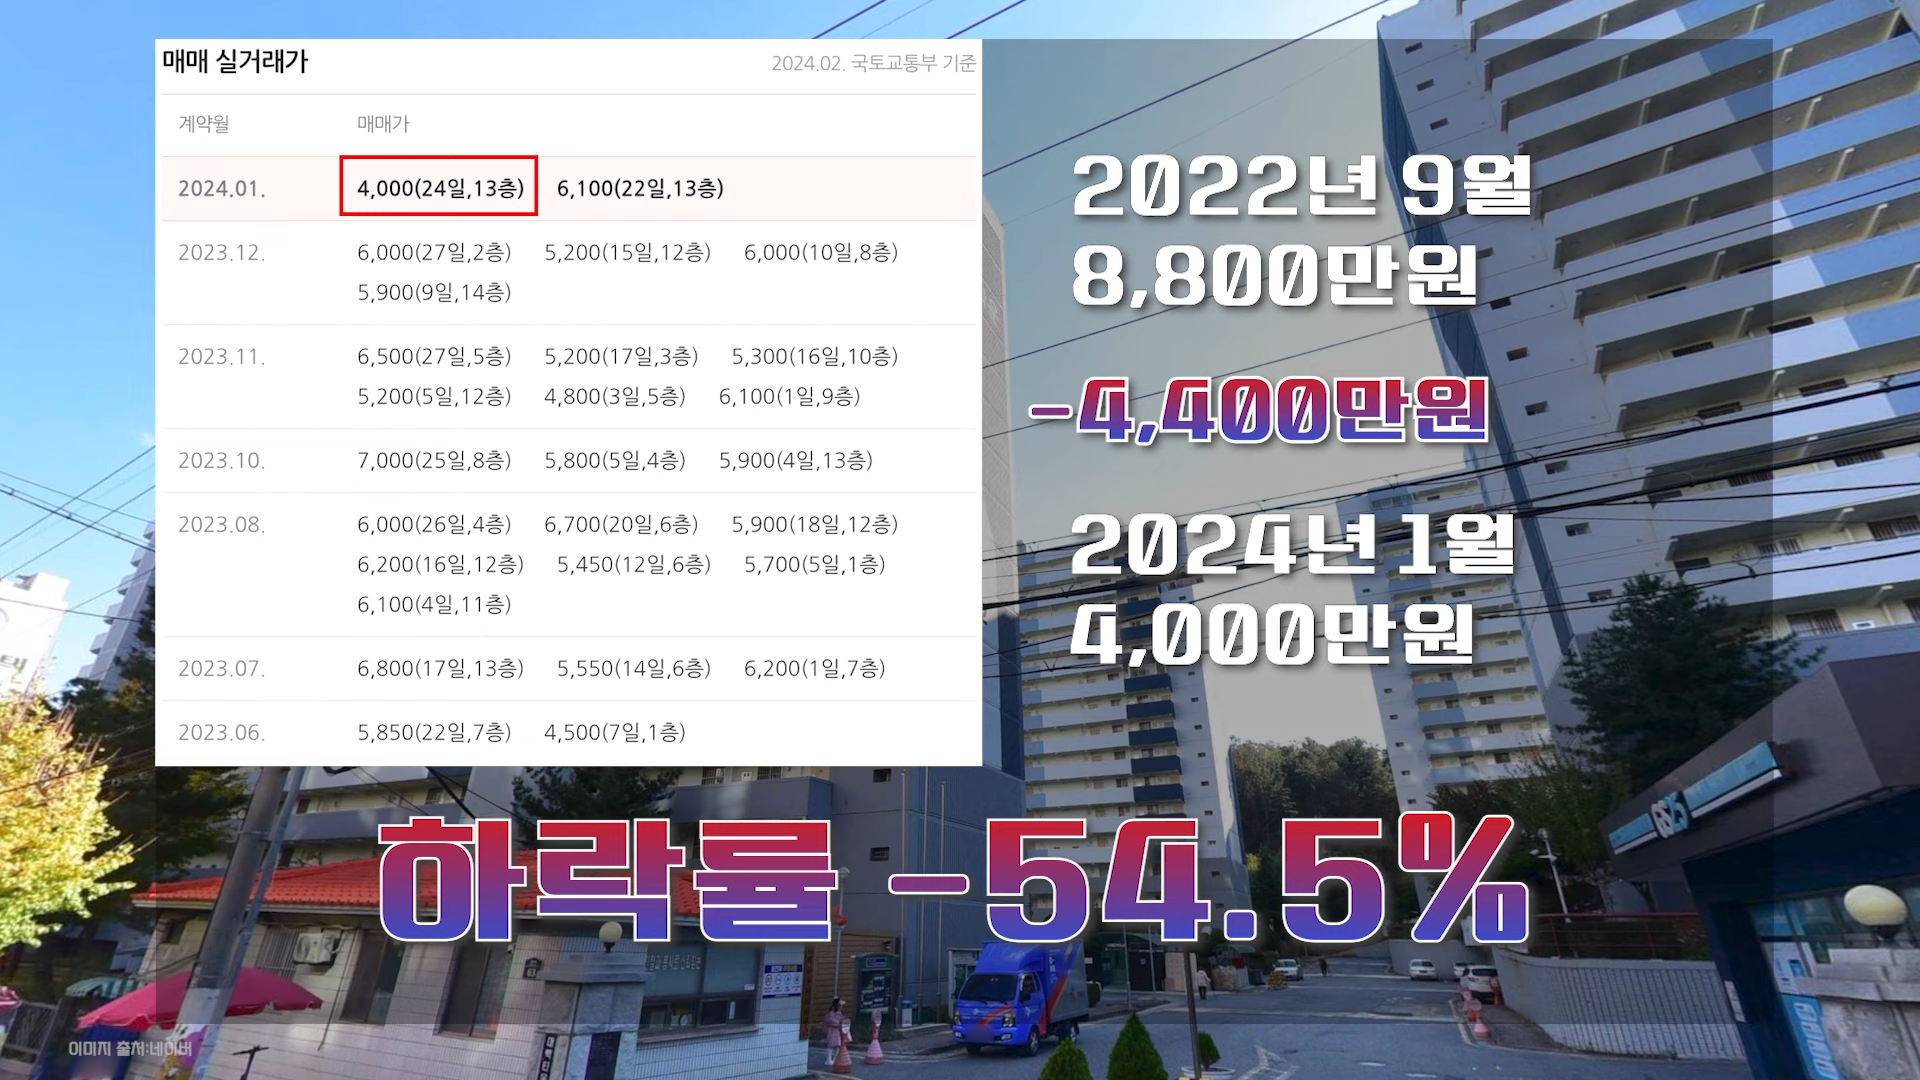 매매 실거래가
2024.02. 국토교통부 기준
계약월 매매가
2024.01. 4,000(24일,13층) 6,100(22일,13층)
2023.12. 6,000(27일,2층) 5,200(15일,12층) 6,000(10일,8층)
5,900(9일,14층)
2023.11. 6,500(27일,5층) 5,200(17일,3층) 5,300(16일,10층)
5,200(5일,12층) 4,800(3일,5층) 6,100(1일,9층)
2023.10. 7,000(25일,8층) 5,800(5일,4층) 5,900(4일,13층)
2023.08. 6,000(26일,4층) 6,700(20일,6층) 5,900(18일,12층)
6,200(16일,12층) 5,450(12일,6층) 5,700(5일,1층)
6,100(4일,11층)
2023.07. 6,800(17일,13층) 5,550(14일,6층) 6,200(1일,7층)
2023.06. 5,850(22일,7층) 4,500(7일,1층)
2022년 9월
8,800만원
-4,400만원
2024년 1월
4,000만원
하락률 -54.5%
GS25
이미지 출처:네이버